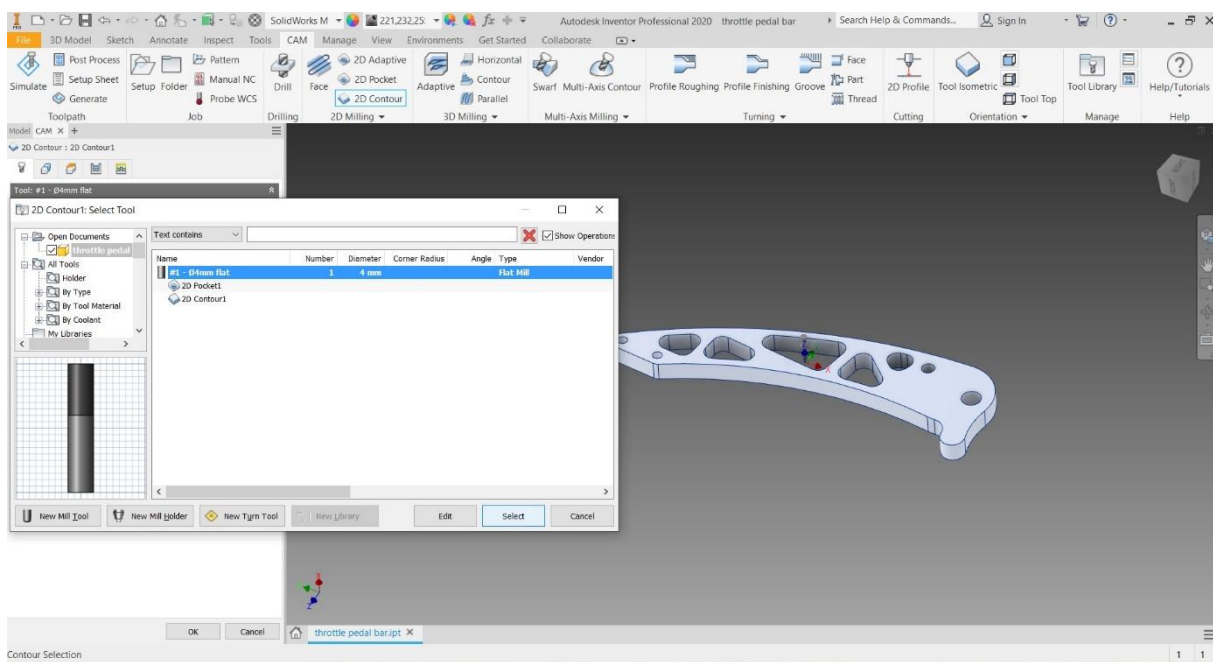 PRO
SolidWorks M 221,232,25: fx Autodesk Inventor Professional 2020 throttle pedal bar Search Help & Commands... Sign In
File 3D Model Sketch Annotate Inspect Tools CAM Manage View Environments Get Started Collaborate
Post Process Pattern 2D Adaptive Horizontal Face
Setup Sheet Manual NC 2D Pocket Contour Part
Simulate Setup Folder Drill Face Adaptive Swarf Multi-Axis Contour Profile Roughing Profile Finishing Groove 2D Profile Tool Isometric Tool Library Help/Tutorials
Generate Probe WCS 2D Contour Parallel Thread Tool Top
Toolpath Job Drilling 2D Milling 3D Milling Multi-Axis Milling Turning Cutting Orientation Manage Help
Model CAM X +
2D Contour : 2D Contour1
Tool: #1 - Ø4mm flat
2D Contour1: Select Tool
Open Documents
throttle pedal
All Tools
Holder
By Type
By Tool Material
By Coolant
My Libraries
Text contains Show Operations
Name Number Diameter Corner Radius Angle Type Vendor
#1 - Ø4mm flat 1 4 mm Flat Mill
2D Pocket1
2D Contour1
New Mill Tool New Mill Holder New Turn Tool New Library Edit Select Cancel
Z
X
X
Z
OK Cancel throttle pedal bar.ipt X
Contour Selection 1 1